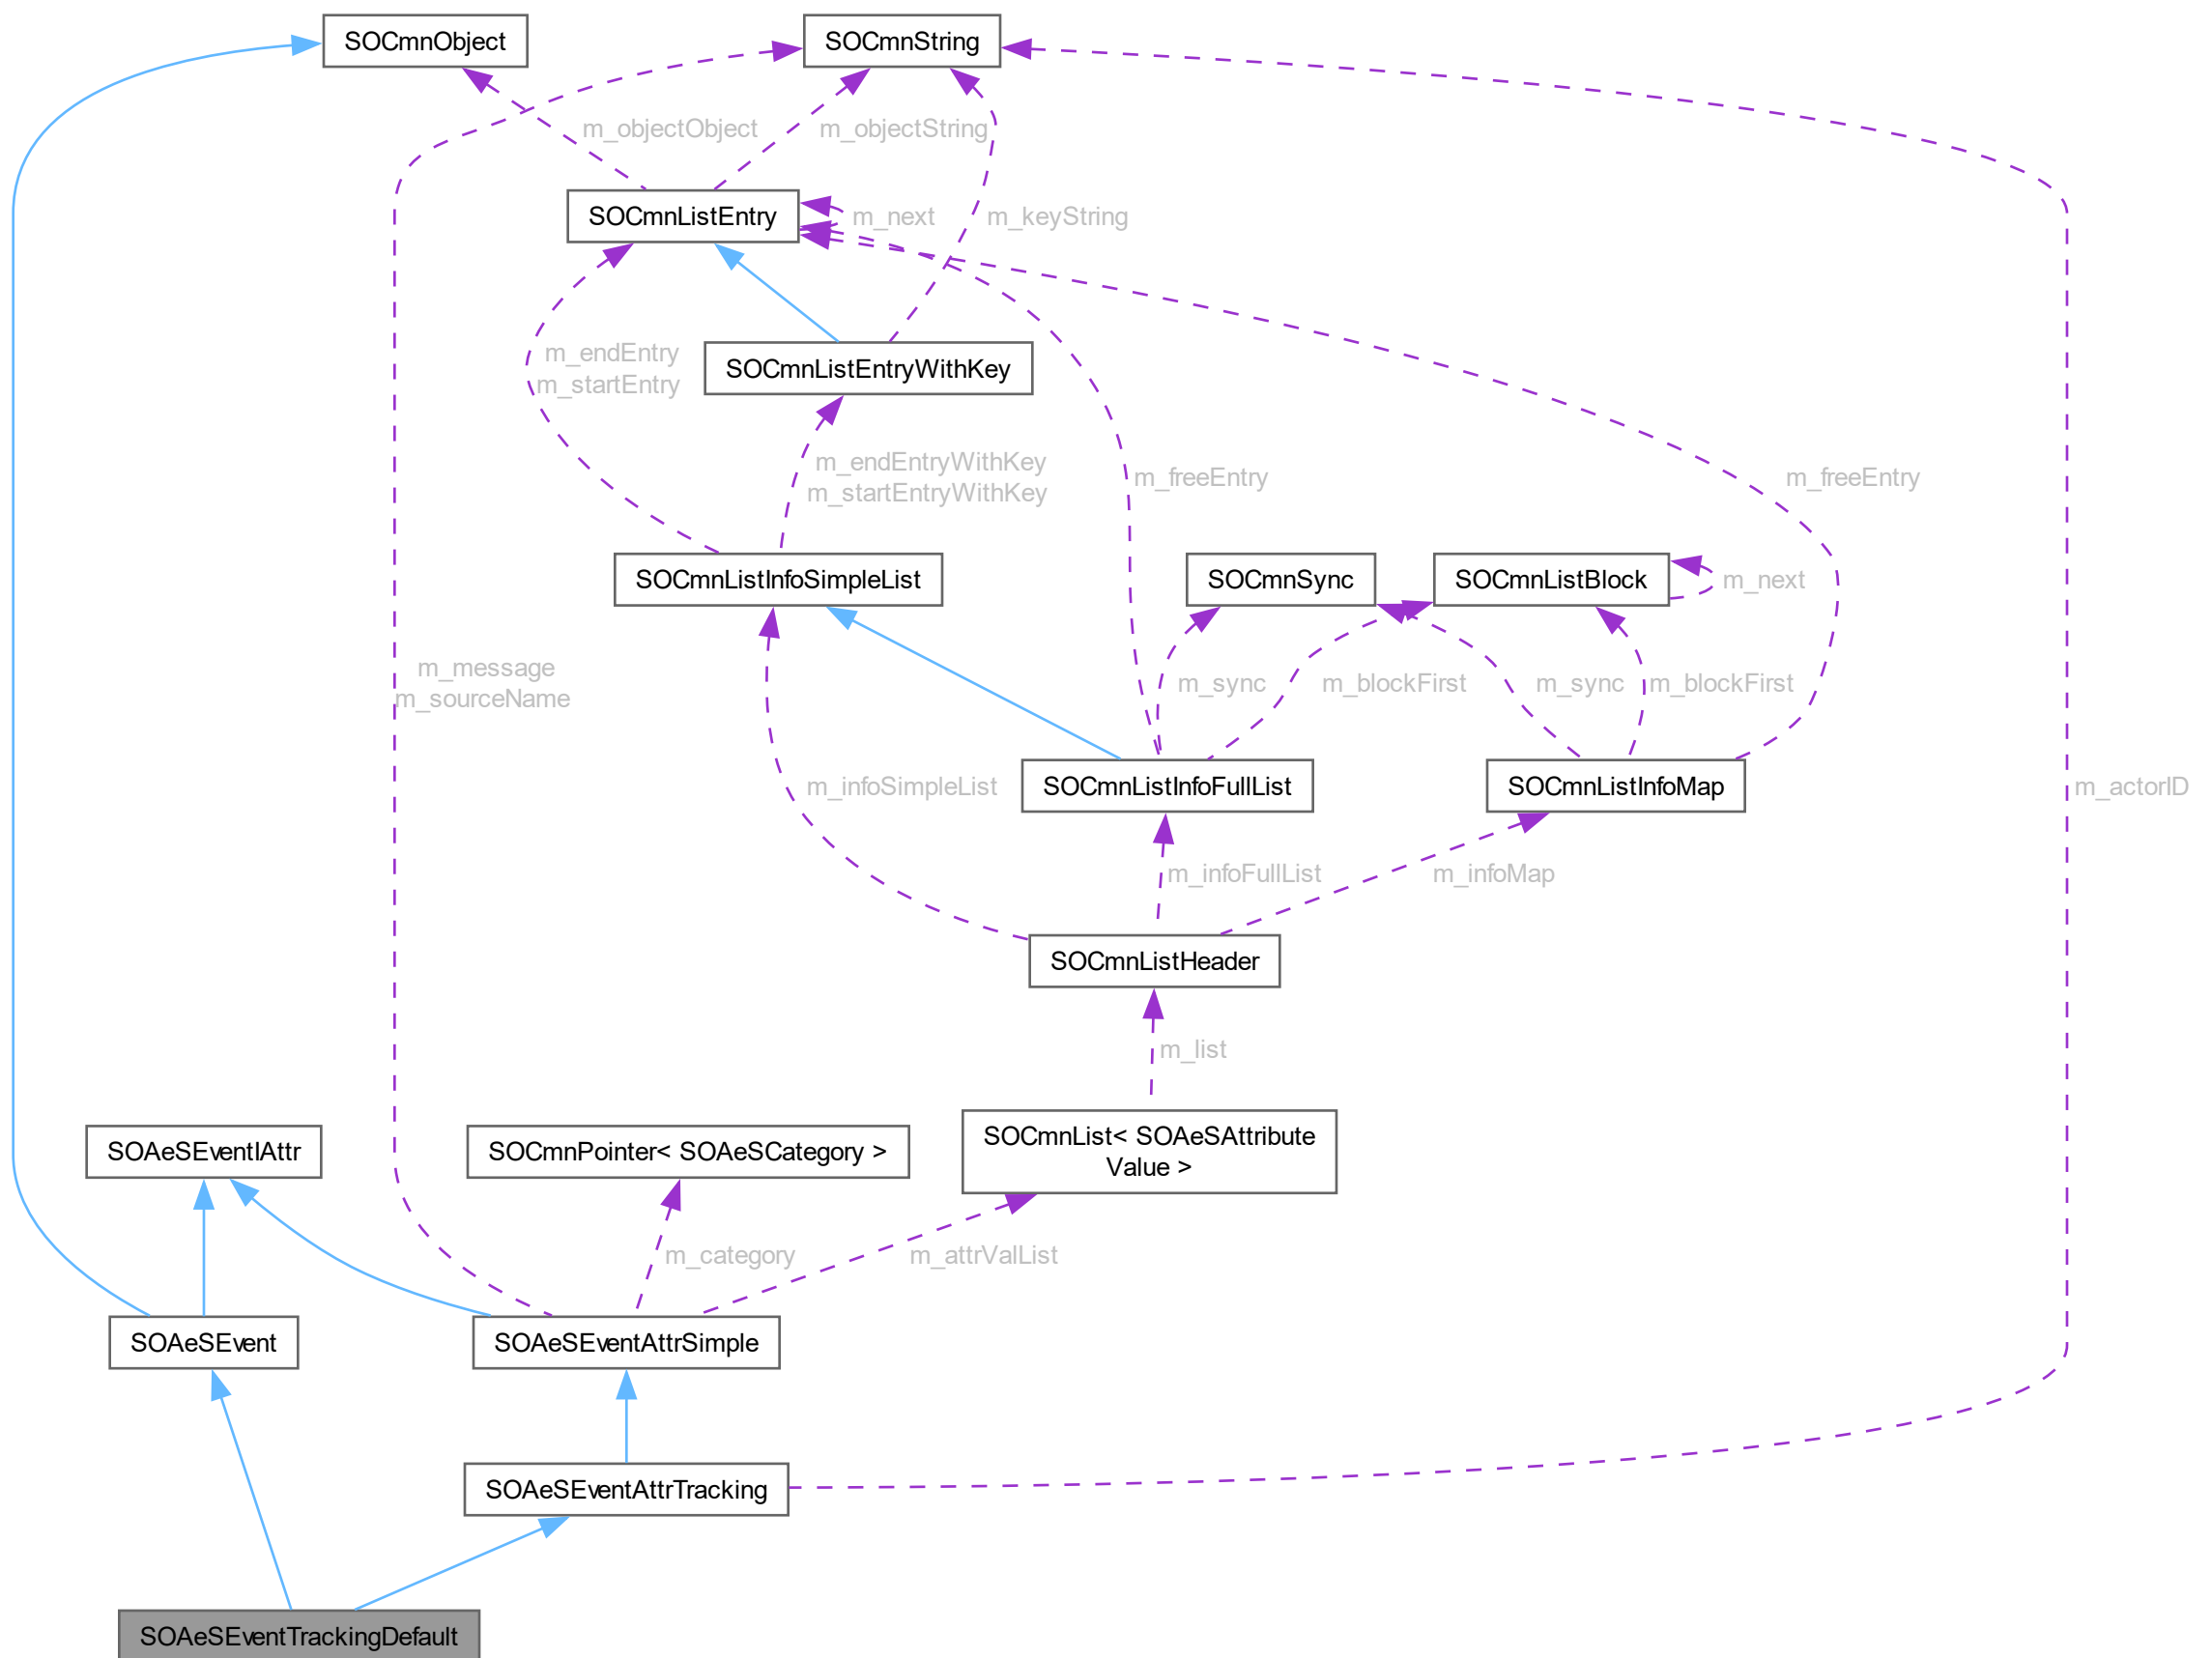 SOCmnObject
SOCmnString
m_objectObject
m_objectString
SOCmnListEntry
m_next
m_keyString
m_endEntry
m_startEntry
SOCmnListEntryWithKey
m_endEntryWithKey
m_startEntryWithKey
m_freeEntry
m_freeEntry
SOCmnListInfoSimpleList
SOCmnSync
SOCmnListBlock
m_next
m_message
m_sourceName
m_sync
m_blockFirst
m_sync
m_blockFirst
m_infoSimpleList
SOCmnListInfoFullList
SOCmnListInfoMap
m_actorID
m_infoFullList
m_infoMap
SOCmnListHeader
m_list
SOAeSEventIAttr
SOCmnPointer< SOAeSCategory >
SOCmnList< SOAeSAttribute
Value >
m_category
m_attrValList
SOAeSEvent
SOAeSEventAttrSimple
SOAeSEventAttrTracking
SOAeSEventTrackingDefault